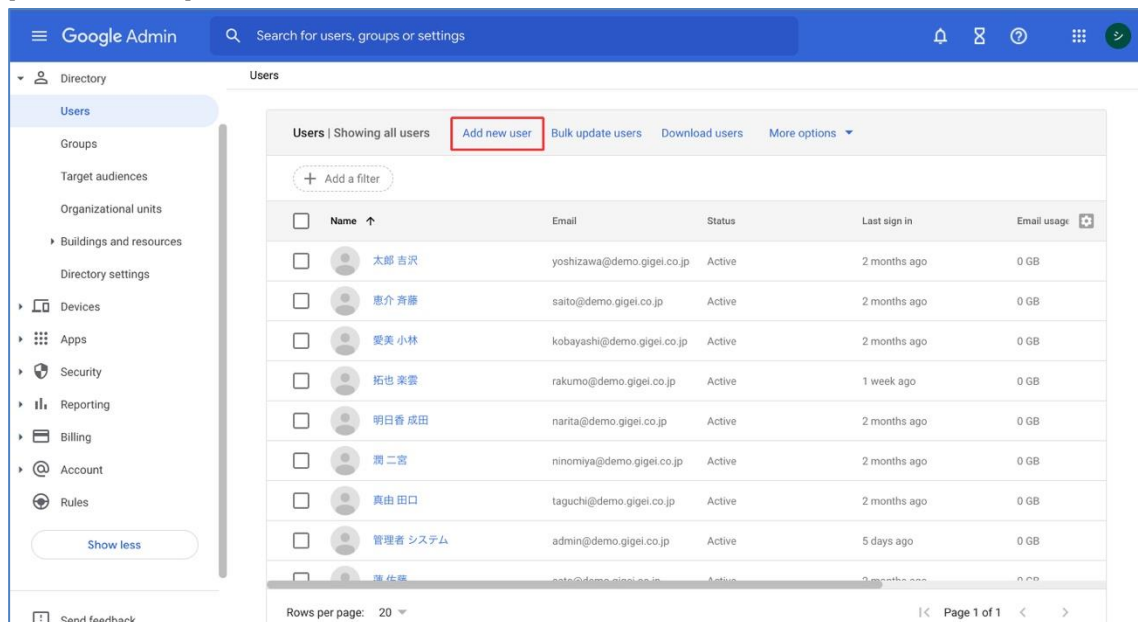 Google Admin
Search for users, groups or settings
シ
Directory
Users
Groups
Target audiences
Organizational units
Buildings and resources
Directory settings
Devices
Apps
Security
Reporting
Billing
Account
Rules
Show less
Send feedback
Users
Users | Showing all users Add new user Bulk update users Download users More options
+ Add a filter
Name ↑ Email Status Last sign in Email usage
太郎 吉沢 yoshizawa@demo.gigei.co.jp Active 2 months ago 0 GB
恵介 斉藤 saito@demo.gigei.co.jp Active 2 months ago 0 GB
愛美 小林 kobayashi@demo.gigei.co.jp Active 2 months ago 0 GB
拓也 楽雲 rakumo@demo.gigei.co.jp Active 1 week ago 0 GB
明日香 成田 narita@demo.gigei.co.jp Active 2 months ago 0 GB
潤 二宮 ninomiya@demo.gigei.co.jp Active 2 months ago 0 GB
真由 田口 taguchi@demo.gigei.co.jp Active 2 months ago 0 GB
管理者 システム admin@demo.gigei.co.jp Active 5 days ago 0 GB
Rows per page: 20 Page 1 of 1